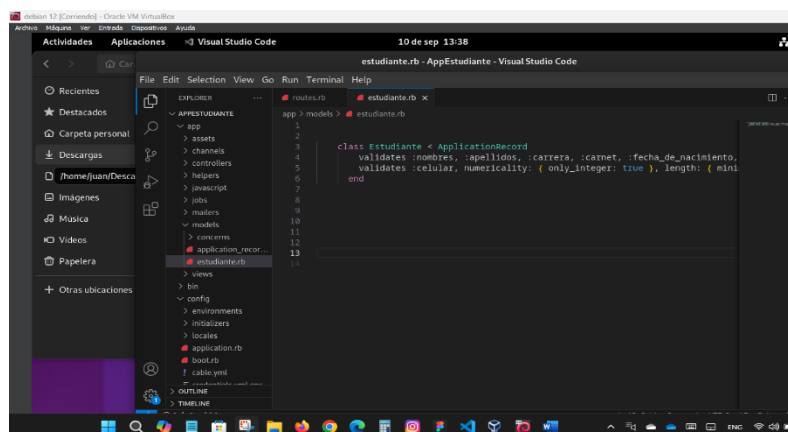 debian 12 [Corriendo] - Oracle VM VirtualBox
Archivo Máquina Ver Entrada Dispositivos Ayuda
Actividades Aplicaciones Visual Studio Code 10 de sep 13:38
Car estudiante.rb - AppEstudiante - Visual Studio Code
File Edit Selection View Go Run Terminal Help
Recientes
Destacados
Carpeta personal
Descargas
/home/juan/Desca
Imágenes
Música
Videos
Papelera
+ Otras ubicaciones
EXPLORER ...
APPESTUDIANTE
app
assets
channels
controllers
helpers
javascript
jobs
mailers
models
concerns
application_recor...
estudiante.rb
views
bin
config
environments
initializers
locales
application.rb
boot.rb
! cable.yml
OUTLINE
TIMELINE
routes.rb estudiante.rb ×
app > models > estudiante.rb
1
2
3 class Estudiante < ApplicationRecord
4 validates :nombres, :apellidos, :carrera, :carnet, :fecha_de_nacimiento,
5 validates :celular, numericality: { only_integer: true }, length: { mini
6 end
7
8
9
10
11
12
13
14
ENG